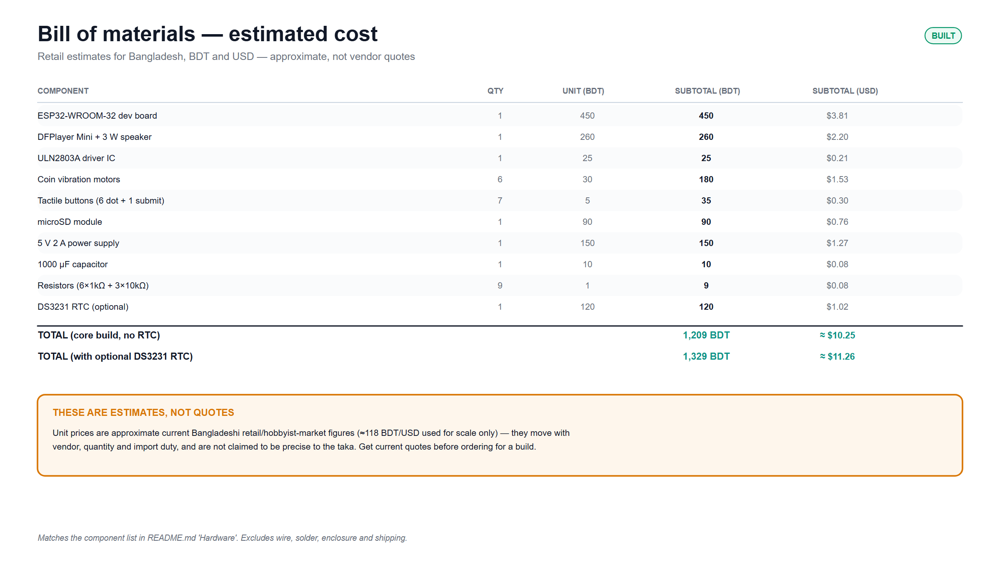 Bill of materials — estimated cost
BUILT
Retail estimates for Bangladesh, BDT and USD — approximate, not vendor quotes
COMPONENT QTY UNIT (BDT) SUBTOTAL (BDT) SUBTOTAL (USD)
ESP32-WROOM-32 dev board 1 450 450 $3.81
DFPlayer Mini + 3 W speaker 1 260 260 $2.20
ULN2803A driver IC 1 25 25 $0.21
Coin vibration motors 6 30 180 $1.53
Tactile buttons (6 dot + 1 submit) 7 5 35 $0.30
microSD module 1 90 90 $0.76
5 V 2 A power supply 1 150 150 $1.27
1000 µF capacitor 1 10 10 $0.08
Resistors (6×1kΩ + 3×10kΩ) 9 1 9 $0.08
DS3231 RTC (optional) 1 120 120 $1.02
TOTAL (core build, no RTC) 1,209 BDT ≈ $10.25
TOTAL (with optional DS3231 RTC) 1,329 BDT ≈ $11.26
THESE ARE ESTIMATES, NOT QUOTES
Unit prices are approximate current Bangladeshi retail/hobbyist-market figures (≈118 BDT/USD used for scale only) — they move with
vendor, quantity and import duty, and are not claimed to be precise to the taka. Get current quotes before ordering for a build.
Matches the component list in README.md 'Hardware'. Excludes wire, solder, enclosure and shipping.